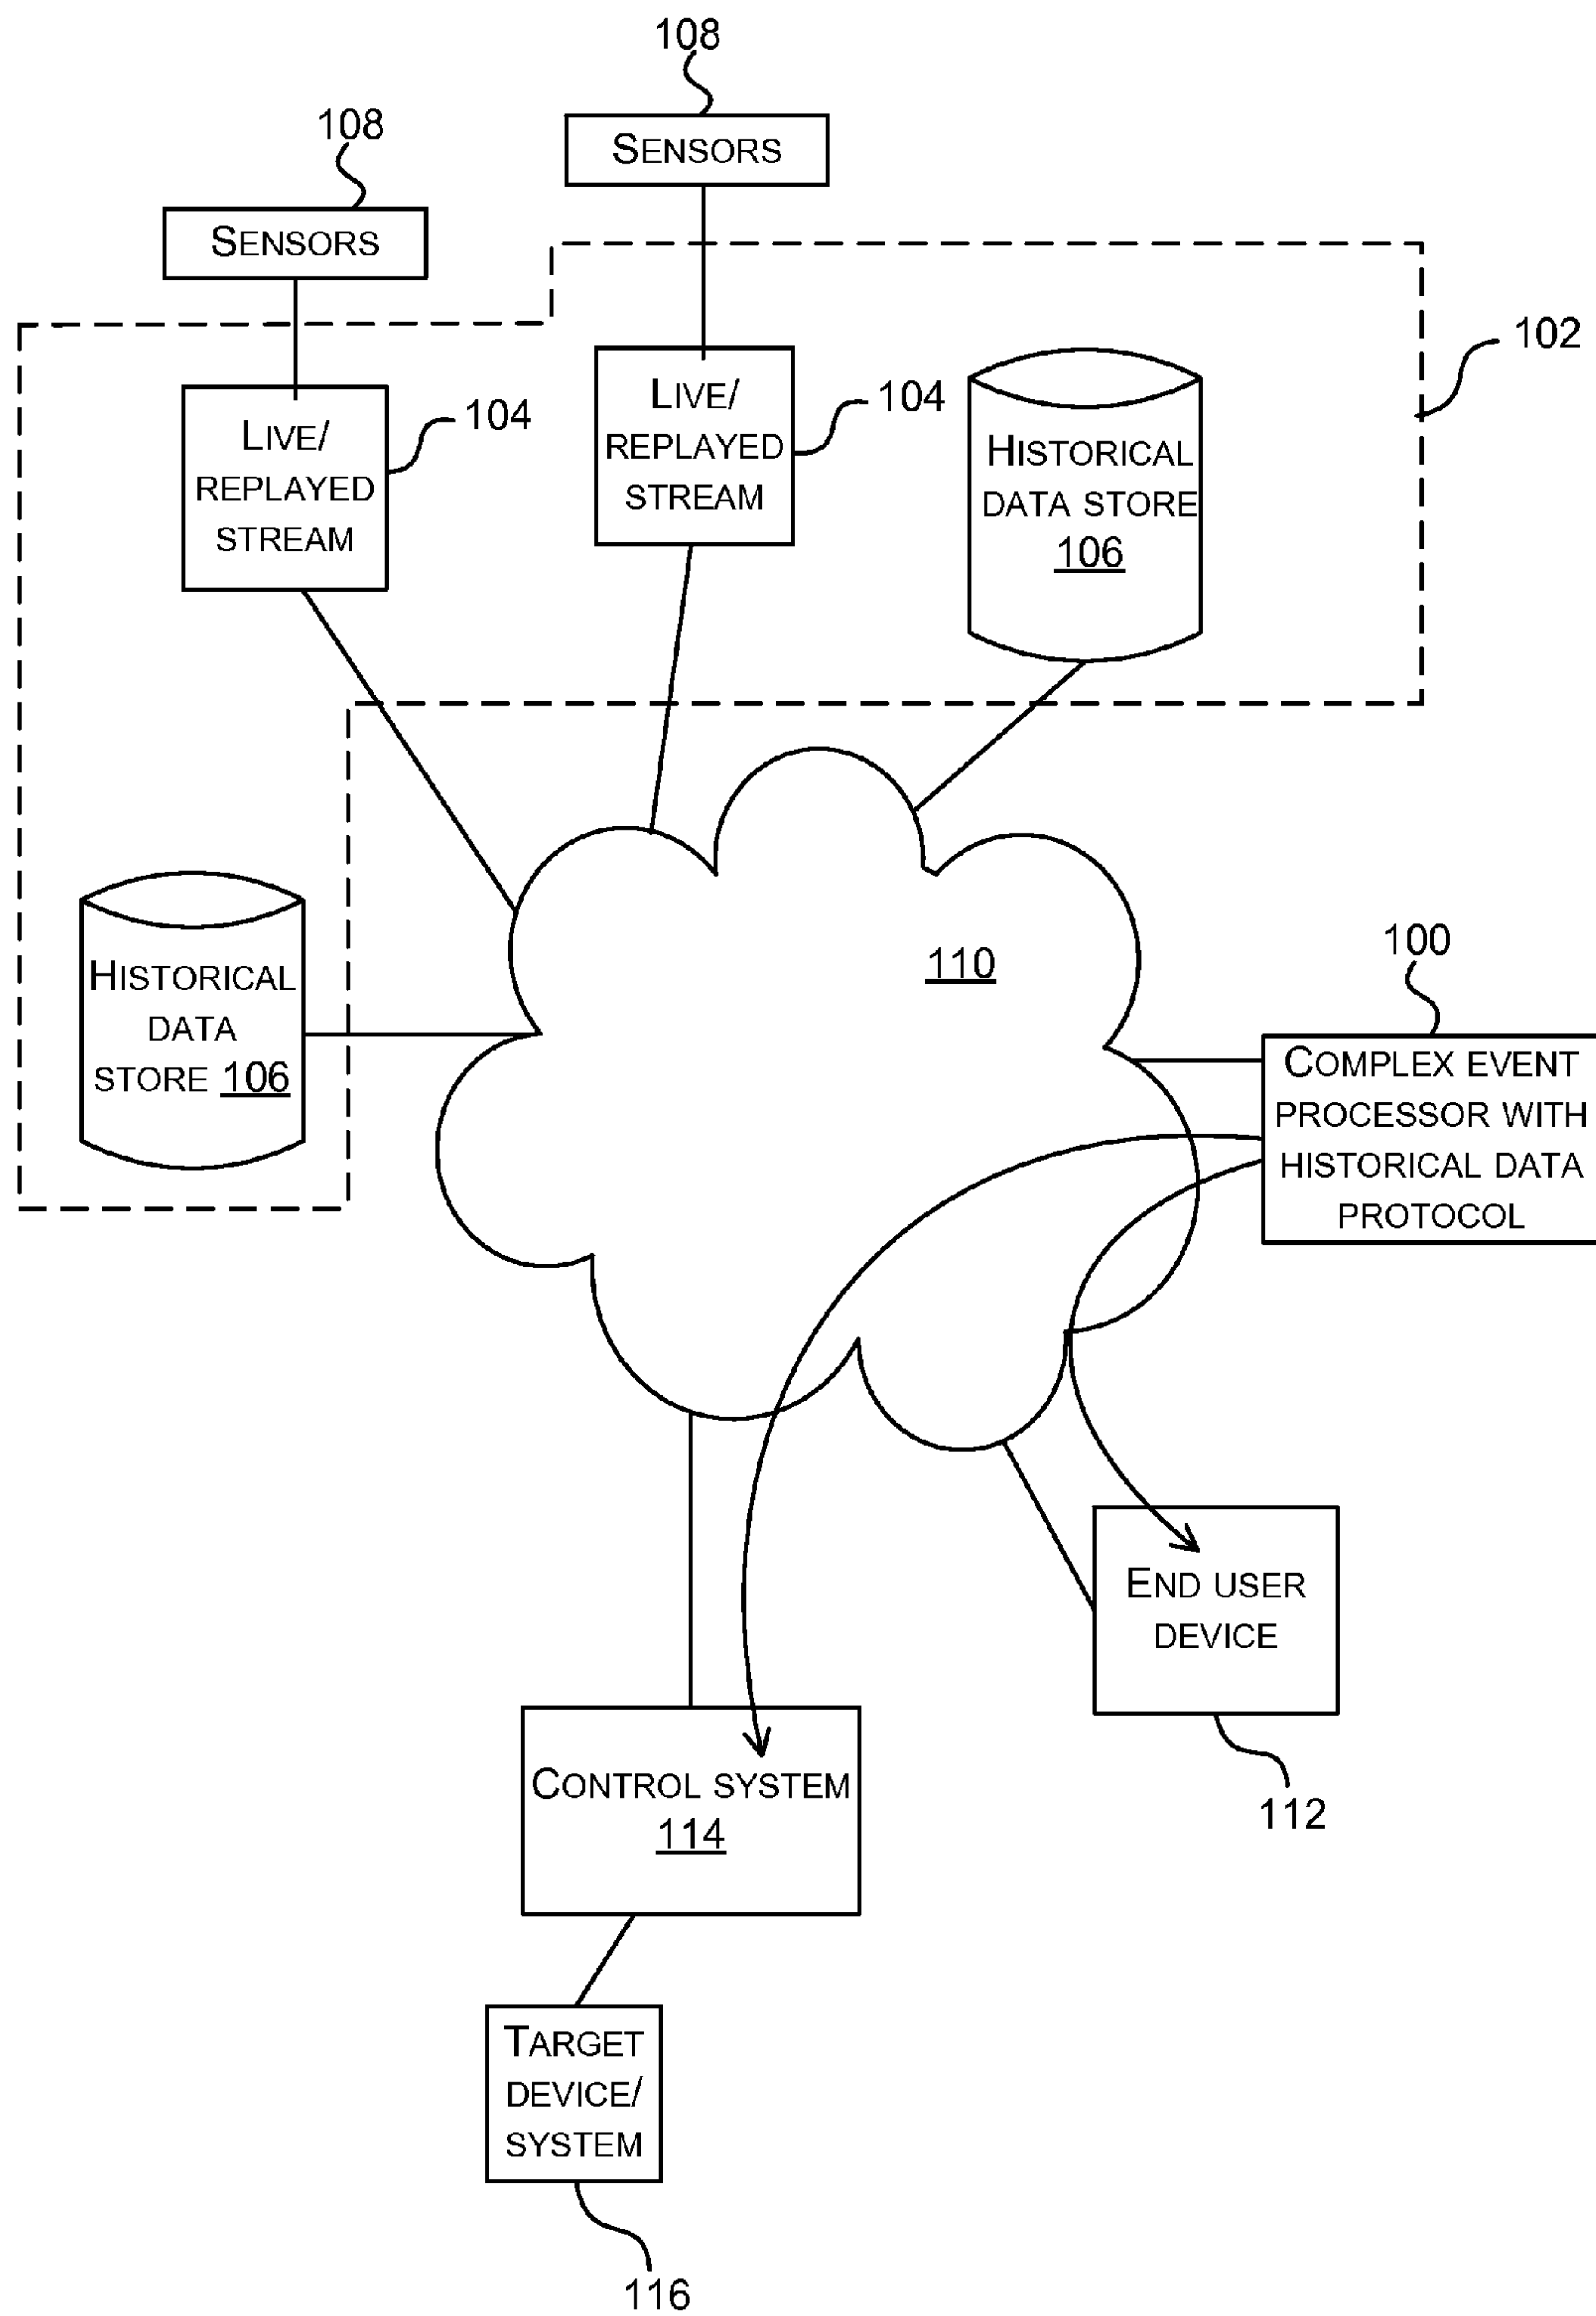 108
SENSORS
108
SENSORS
102
LIVE/
REPLAYED
STREAM
104
LIVE/
REPLAYED
STREAM
104
HISTORICAL
DATA STORE
106
HISTORICAL
DATA
STORE 106
110
100
COMPLEX EVENT
PROCESSOR WITH
HISTORICAL DATA
PROTOCOL
END USER
DEVICE
112
CONTROL SYSTEM
114
TARGET
DEVICE/
SYSTEM
116